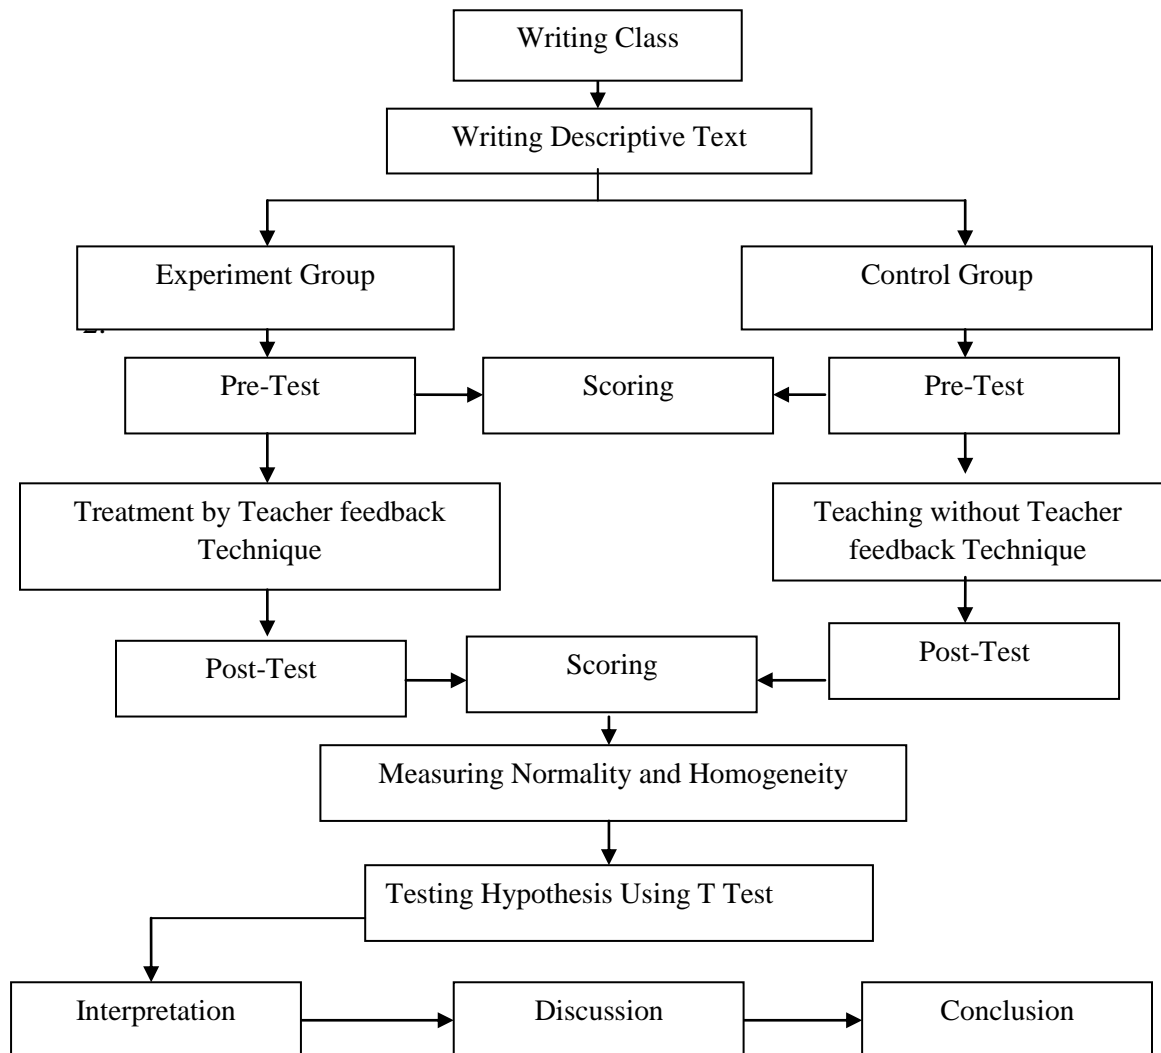 Writing Class
Writing Descriptive Text
Experiment Group
Control Group
Pre-Test
Scoring
Pre-Test
Treatment by Teacher feedback
Technique
Teaching without Teacher
feedback Technique
Post-Test
Scoring
Post-Test
Measuring Normality and Homogeneity
Testing Hypothesis Using T Test
Interpretation
Discussion
Conclusion